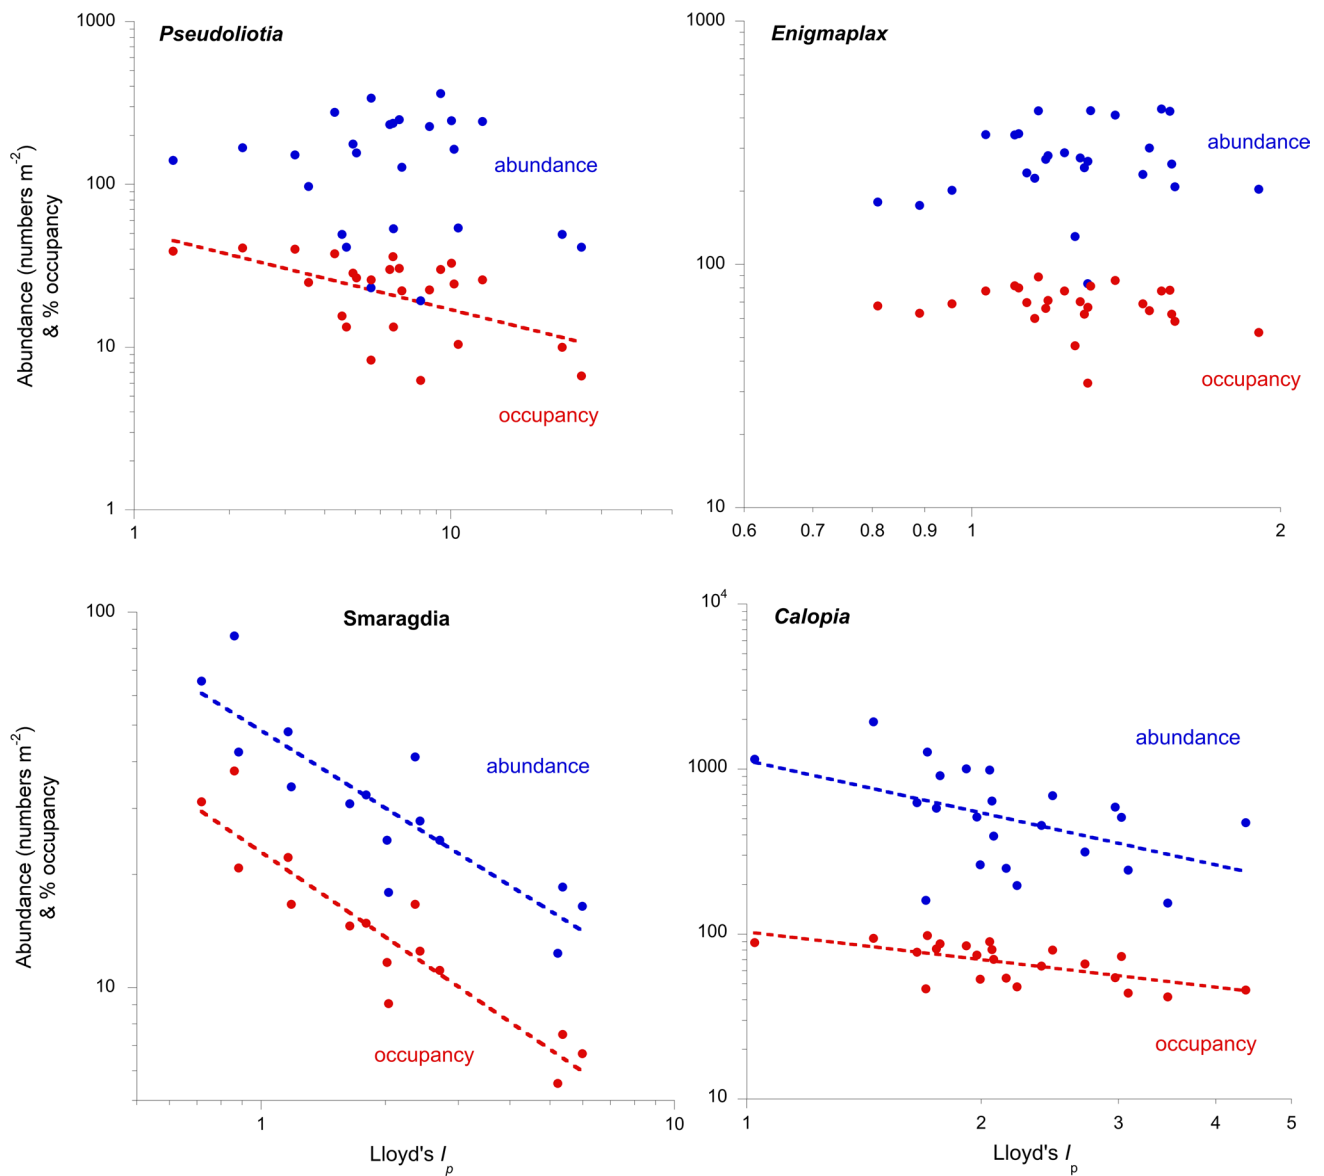 Pseudoliotia
1000
100
10
1
1
10
abundance
occupancy
Abundance (numbers m-2)
& % occupancy
Enigmaplax
1000
100
10
0.6
0.7
0.8
0.9
1
2
abundance
occupancy
Smaragdia
100
10
1
10
abundance
occupancy
Abundance (numbers m-2)
& % occupancy
Lloyd's Ip
Calopia
104
1000
100
10
1
2
3
4
5
abundance
occupancy
Lloyd's Ip